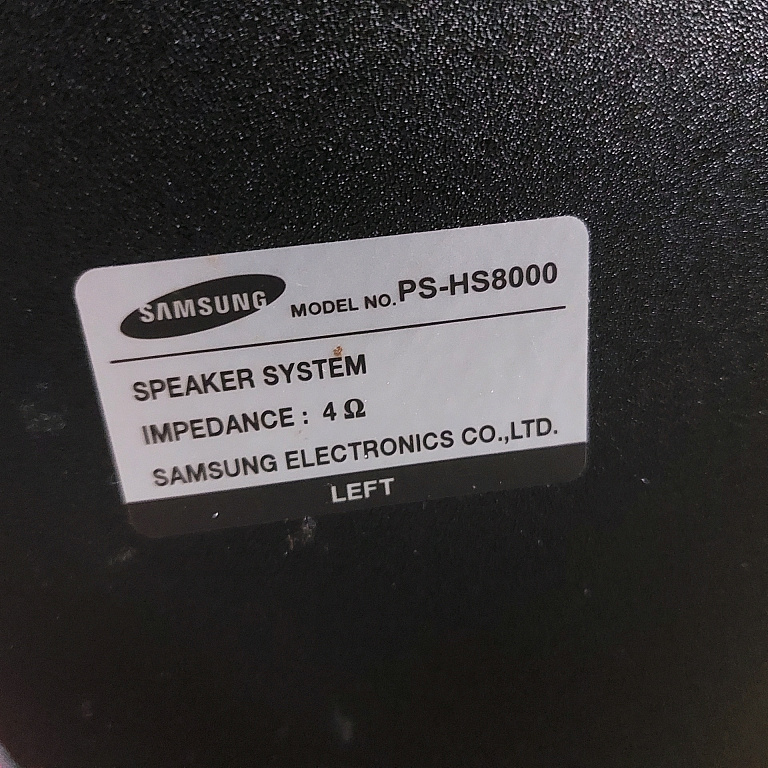 SAMSUNG MODEL NO. PS-HS8000
SPEAKER SYSTEM
IMPEDANCE : 4 Ω
SAMSUNG ELECTRONICS CO.,LTD.
LEFT